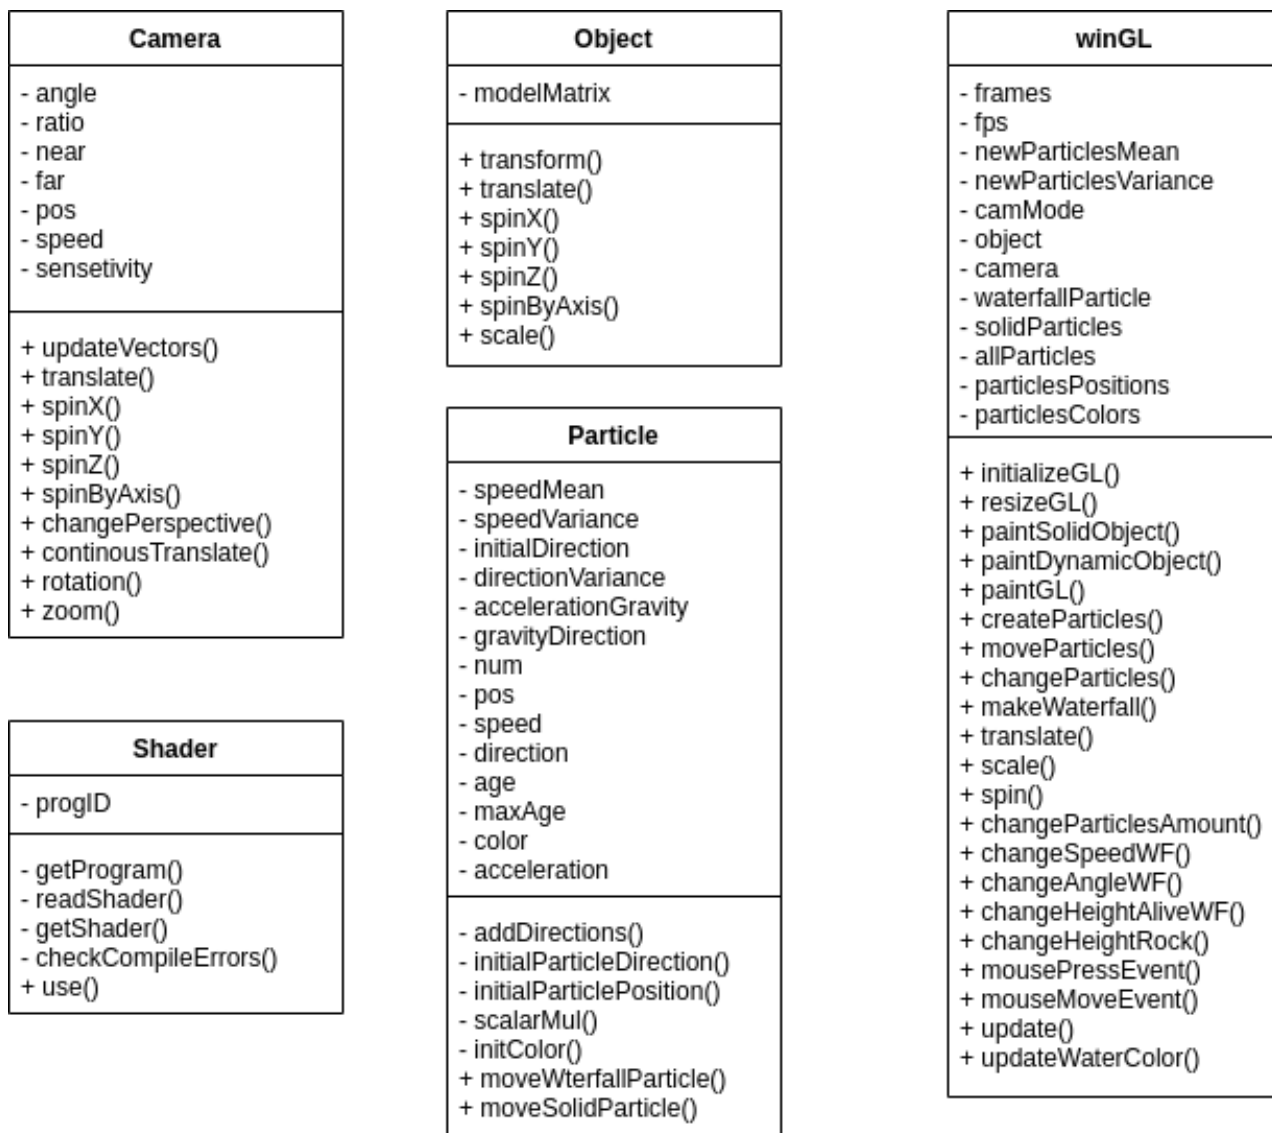 Camera
- angle
- ratio
- near
- far
- pos
- speed
- sensetivity
+ updateVectors()
+ translate()
+ spinX()
+ spinY()
+ spinZ()
+ spinByAxis()
+ changePerspective()
+ continousTranslate()
+ rotation()
+ zoom()
Shader
- progID
- getProgram()
- readShader()
- getShader()
- checkCompileErrors()
+ use()
Object
- modelMatrix
+ transform()
+ translate()
+ spinX()
+ spinY()
+ spinZ()
+ spinByAxis()
+ scale()
Particle
- speedMean
- speedVariance
- initialDirection
- directionVariance
- accelerationGravity
- gravityDirection
- num
- pos
- speed
- direction
- age
- maxAge
- color
- acceleration
- addDirections()
- initialParticleDirection()
- initialParticlePosition()
- scalarMul()
- initColor()
+ moveWterfallParticle()
+ moveSolidParticle()
winGL
- frames
- fps
- newParticlesMean
- newParticlesVariance
- camMode
- object
- camera
- waterfallParticle
- solidParticles
- allParticles
- particlesPositions
- particlesColors
+ initializeGL()
+ resizeGL()
+ paintSolidObject()
+ paintDynamicObject()
+ paintGL()
+ createParticles()
+ moveParticles()
+ changeParticles()
+ makeWaterfall()
+ translate()
+ scale()
+ spin()
+ changeParticlesAmount()
+ changeSpeedWF()
+ changeAngleWF()
+ changeHeightAliveWF()
+ changeHeightRock()
+ mousePressEvent()
+ mouseMoveEvent()
+ update()
+ updateWaterColor()